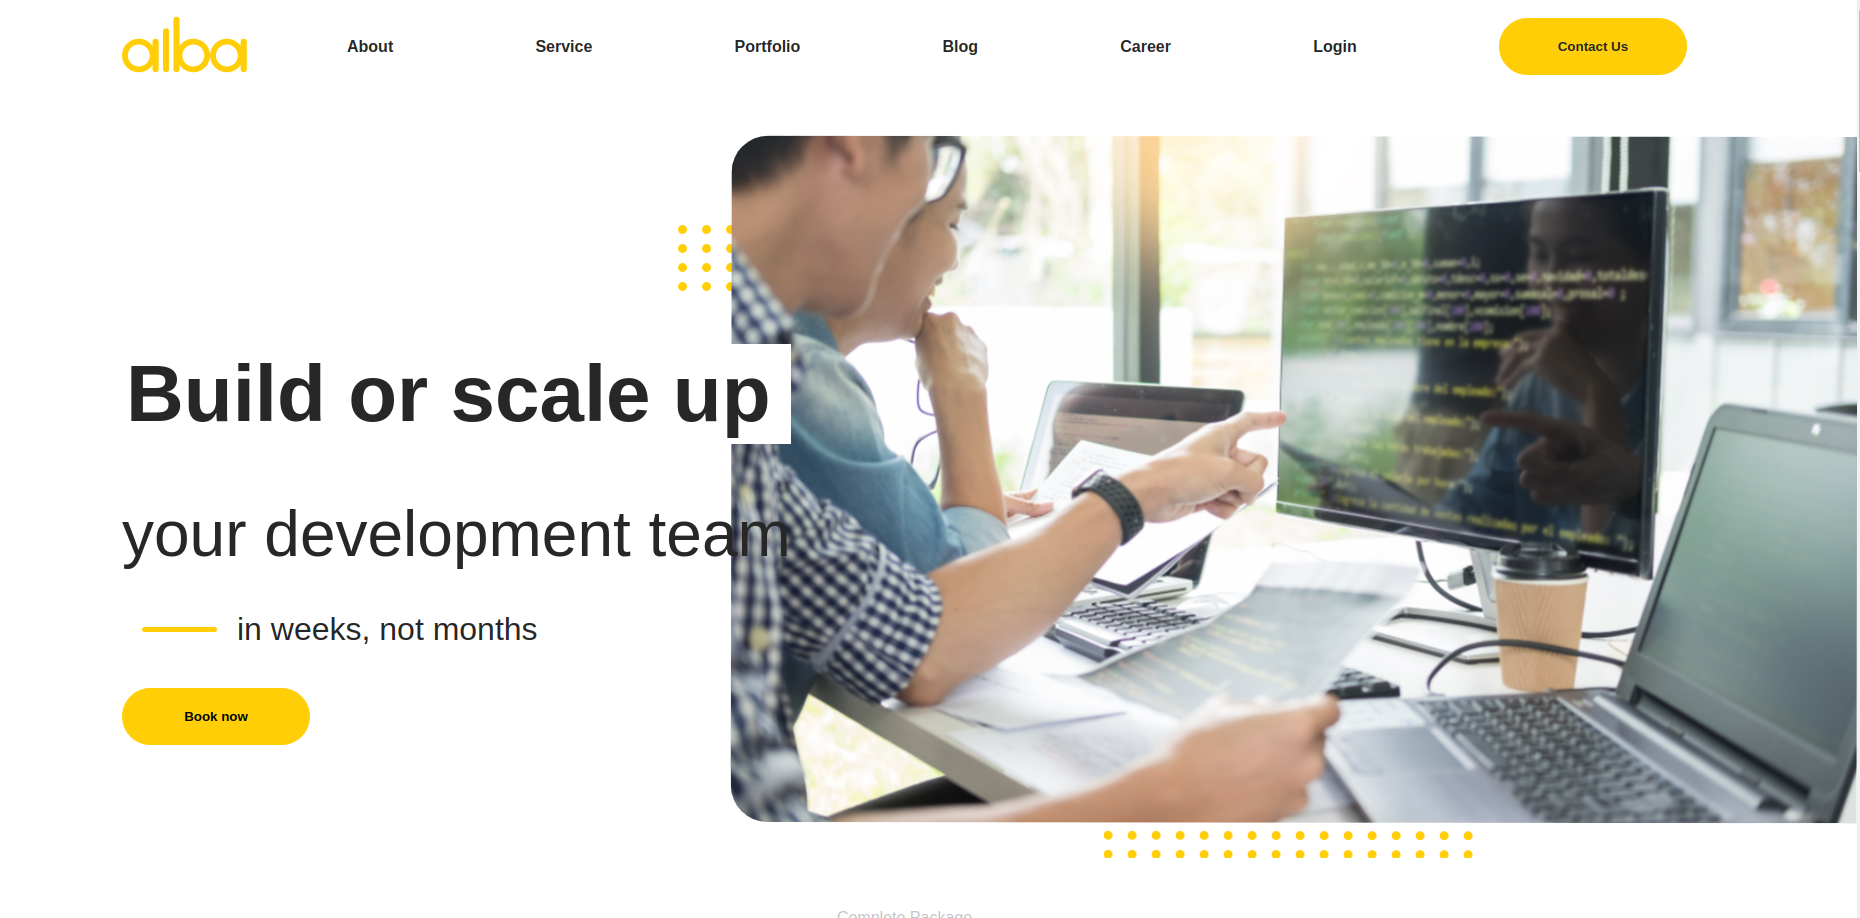 alba
About
Service
Portfolio
Blog
Career
Login
Contact Us
Build or scale up
your development team
in weeks, not months
Book now
Complete Package